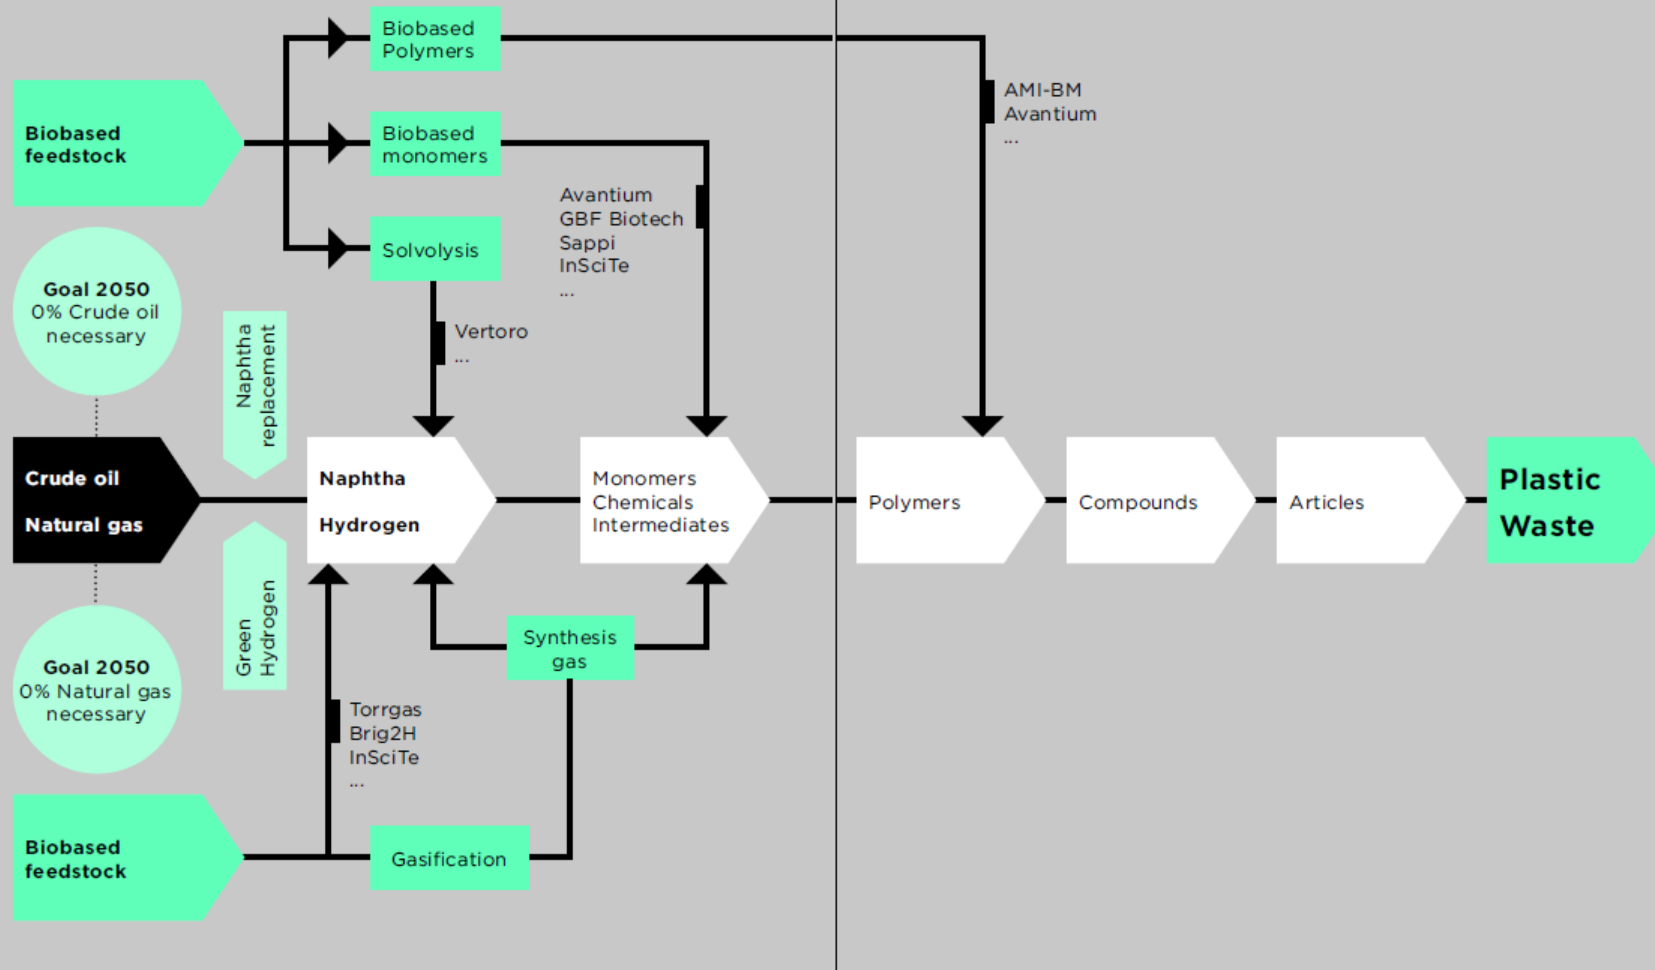 Biobased
Polymers
AMI-BM
Avantium
...
Biobased
feedstock
Biobased
monomers
Avantium
GBF Biotech
Sappi
InSciTe
...
Solvolysis
Goal 2050
0% Crude oil
necessary
Naphtha
replacement
Vertoro
...
Crude oil
Natural gas
Naphtha
Hydrogen
Monomers
Chemicals
Intermediates
Polymers
Compounds
Articles
Plastic
Waste
Green
Hydrogen
Synthesis
gas
Goal 2050
0% Natural gas
necessary
Torrgas
Brig2H
InSciTe
...
Biobased
feedstock
Gasification